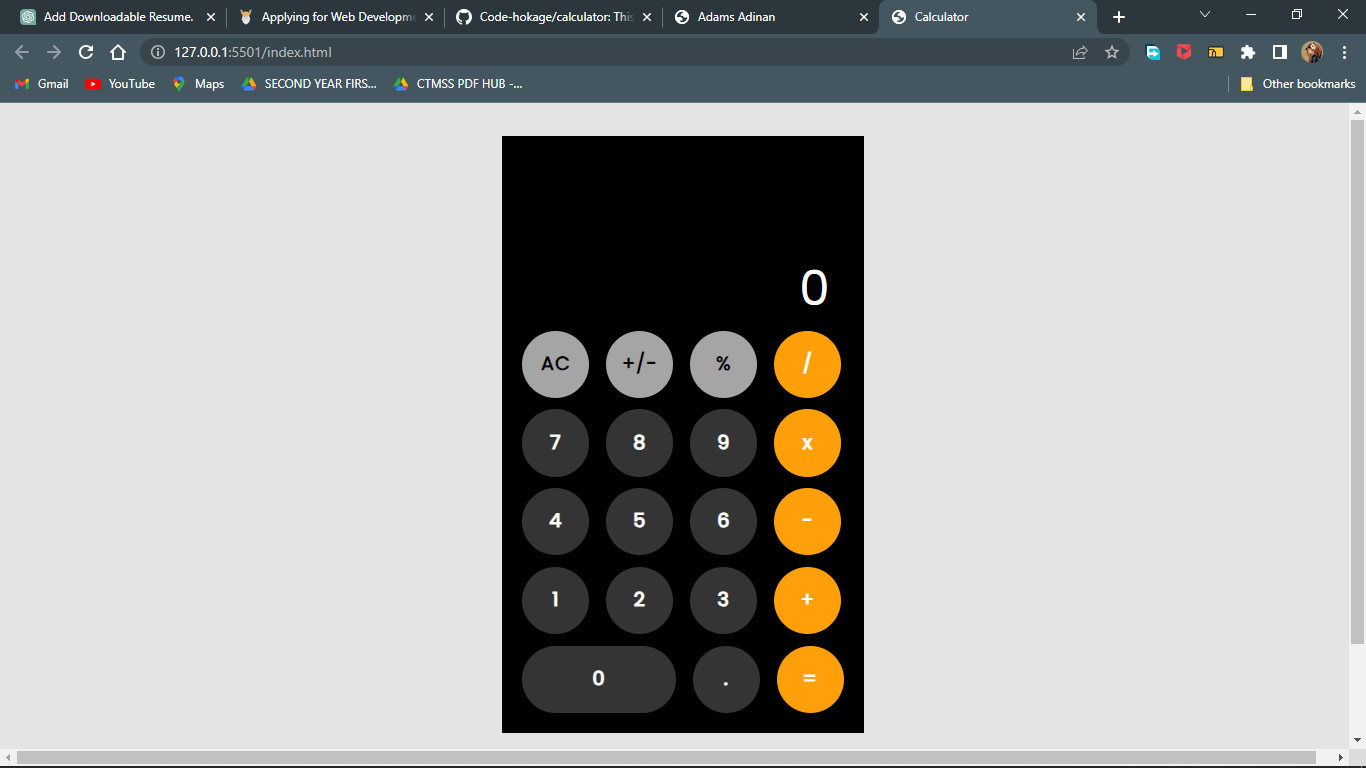 Add Downloadable Resume. Applying for Web Developme Code-hokage/calculator: This Adams Adinan Calculator
127.0.0.1:5501/index.html
Gmail YouTube Maps SECOND YEAR FIRS... CTMSS PDF HUB -... Other bookmarks
0
AC +/- % /
7 8 9 x
4 5 6 -
1 2 3 +
0 . =